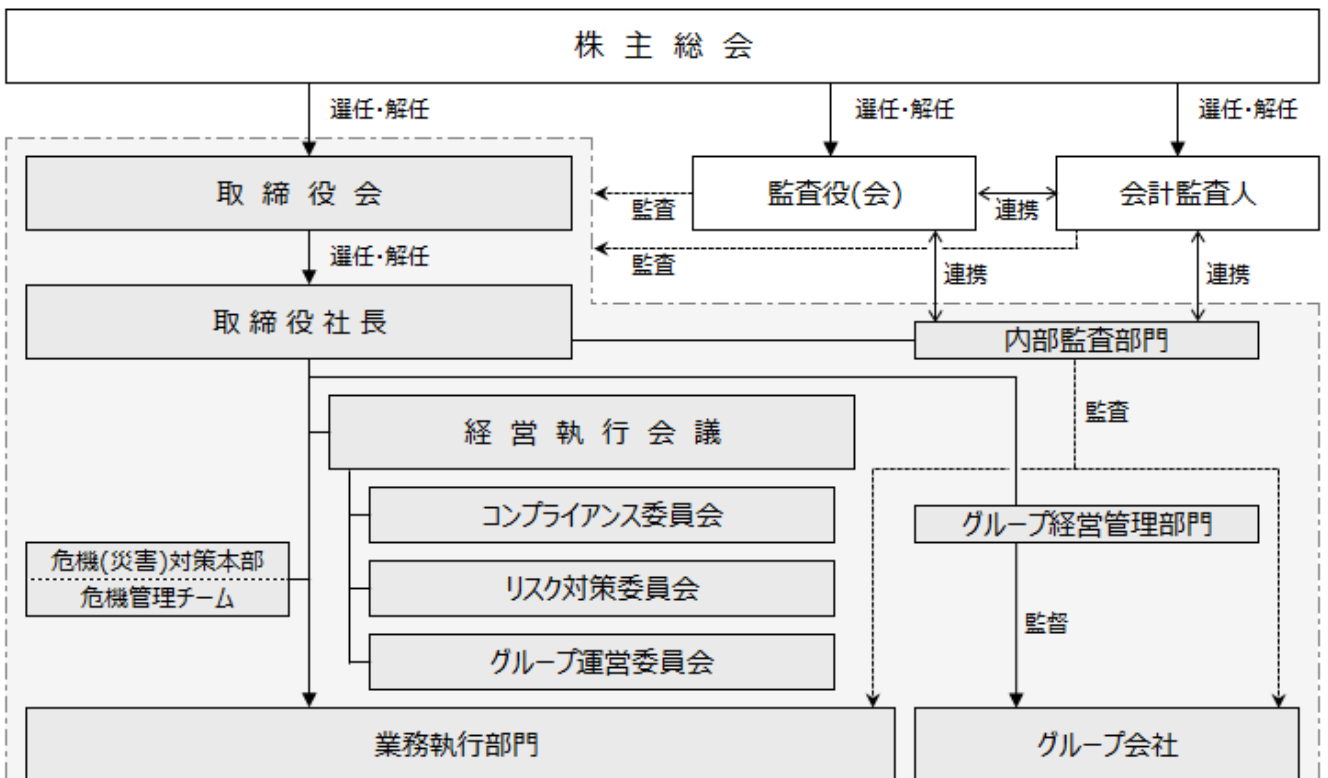 株主総会
選任・解任
選任・解任
選任・解任
取締役会
監査役(会)
会計監査人
監査
連携
選任・解任
監査
連携
連携
取締役社長
内部監査部門
監査
経営執行会議
コンプライアンス委員会
グループ経営管理部門
危機(災害)対策本部
危機管理チーム
リスク対策委員会
監督
グループ運営委員会
業務執行部門
グループ会社